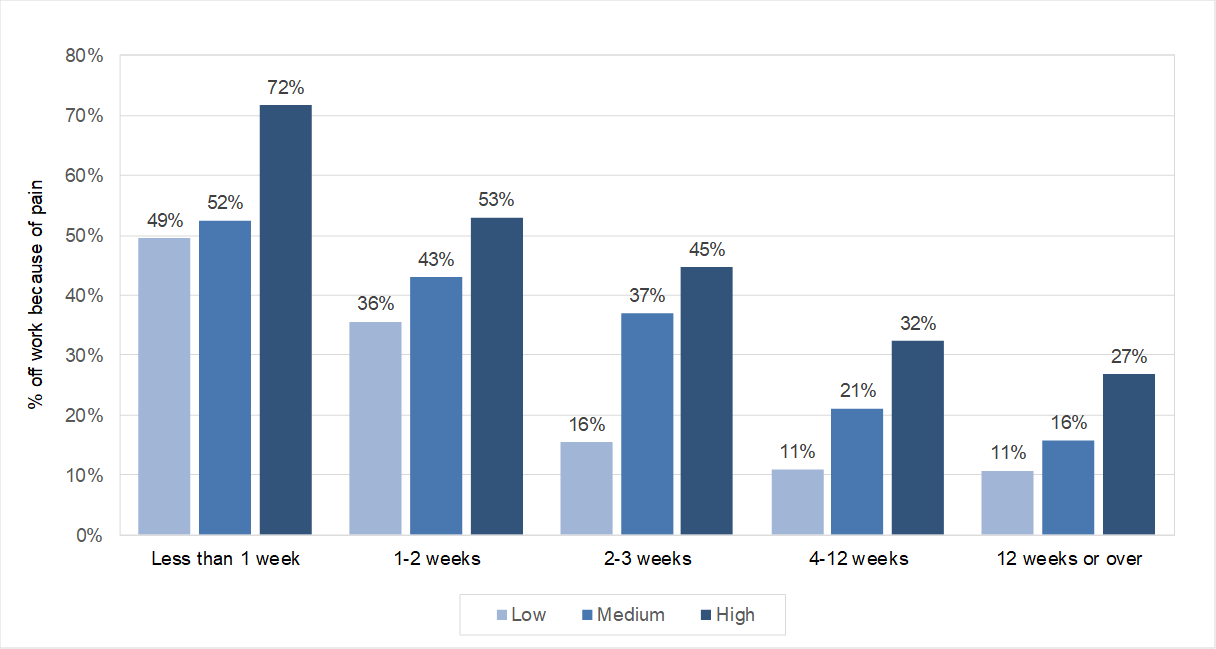 80%
70%
60%
50%
40%
30%
20%
10%
0%
% off work because of pain
49% 52% 72%
36% 43% 53%
16% 37% 45%
11% 21% 32%
11% 16% 27%
Less than 1 week
1-2 weeks
2-3 weeks
4-12 weeks
12 weeks or over
Low Medium High